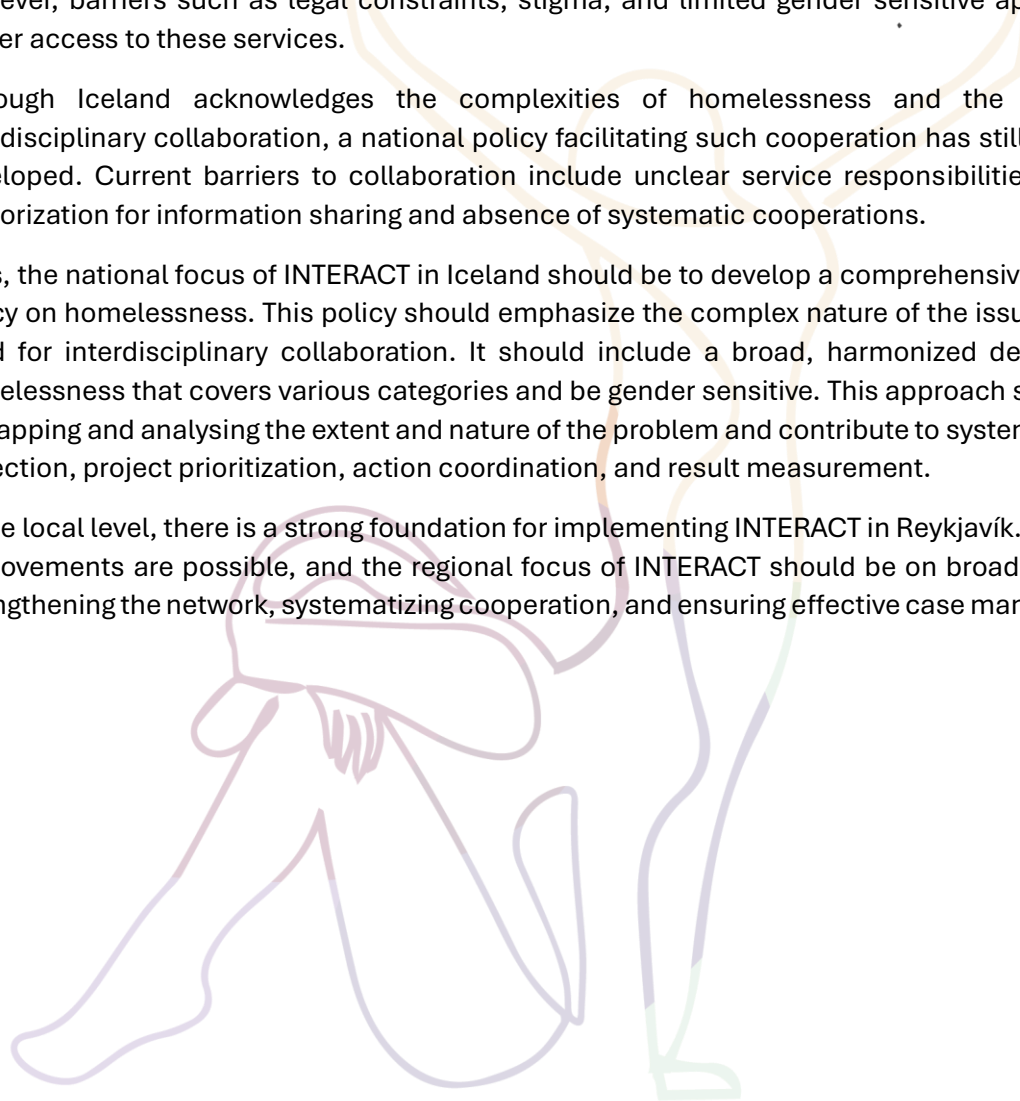 ever, barriers such as legal constraints, stigma, and limited gender sensitive ap
er access to these services.
ough Iceland acknowledges the complexities of homelessness and the
disciplinary collaboration, a national policy facilitating such cooperation has still
eloped. Current barriers to collaboration include unclear service responsibilitie
orization for information sharing and absence of systematic cooperations.
s, the national focus of INTERACT in Iceland should be to develop a comprehensiv
cy on homelessness. This policy should emphasize the complex nature of the issu
d for interdisciplinary collaboration. It should include a broad, harmonized de
elessness that covers various categories and be gender sensitive. This approach s
apping and analysing the extent and nature of the problem and contribute to syster
ection, project prioritization, action coordination, and result measurement.
e local level, there is a strong foundation for implementing INTERACT in Reykjavík.
ovements are possible, and the regional focus of INTERACT should be on broad
ngthening the network, systematizing cooperation, and ensuring effective case mar